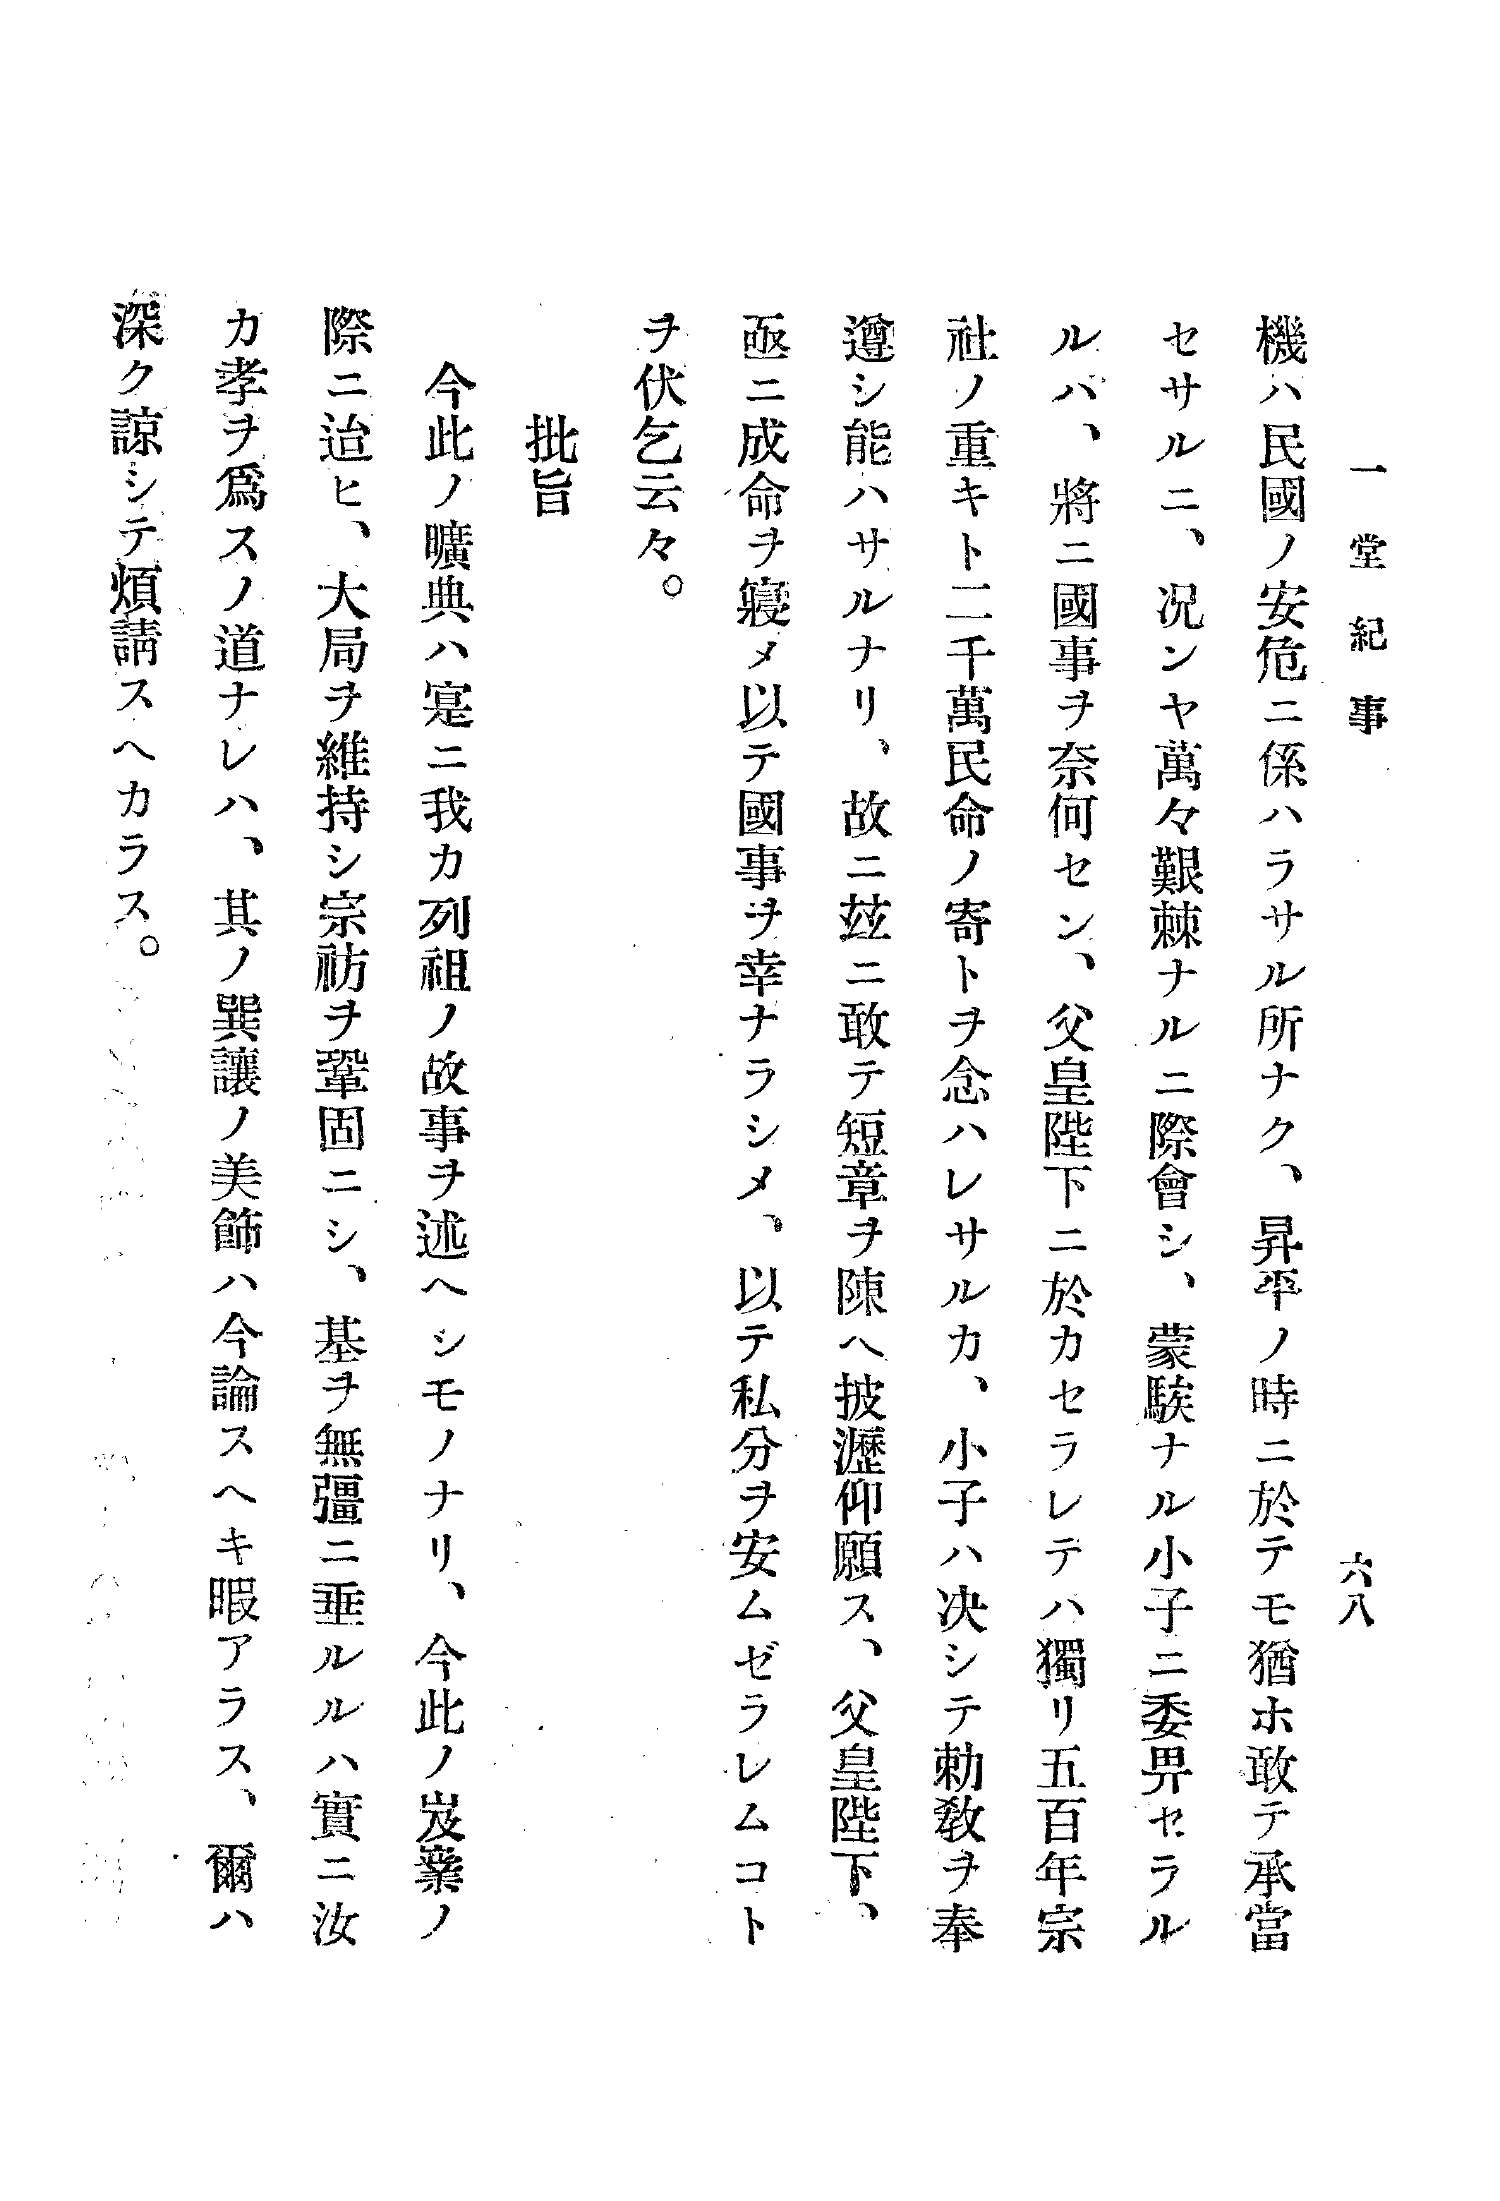 一堂紀事
六八
機ハ民國ノ安危ニ係ハラサル所ナク、昇平ノ時ニ於テモ猶ホ敢テ承當
セサルニ、况ンヤ萬々艱棘ナルニ際會シ、蒙騃ナル小子ニ委畀セラル
ルバ、將ニ國事ヲ奈何セン、父皇陛下ニ於カセラレテハ獨リ五百年宗
社ノ重キト二千萬民命ノ寄トヲ念ハレサルカ、小子ハ决シテ勅敎ヲ奉
遵シ能ハサルナリ、故ニ玆ニ敢テ短章ヲ陳ヘ披瀝仰願ス、父皇陛下、
亟ニ成命ヲ寢メ以テ國事ヲ幸ナラシメ、以テ私分ヲ安ムゼラレムコト
ヲ伏乞云々。
批旨
今此ノ曠典ハ寔ニ我カ列祖ノ故事ヲ述ヘシモノナリ、今此ノ岌業ノ
際ニ迨ヒ、大局ヲ維持シ宗祊ヲ鞏固ニシ、基ヲ無彊ニ垂ルルハ實ニ汝
カ孝ヲ爲スノ道ナレハ、其ノ巽讓ノ美飾ハ今論スヘキ暇アラス、爾ハ
深ク諒シテ煩請スヘカラス。